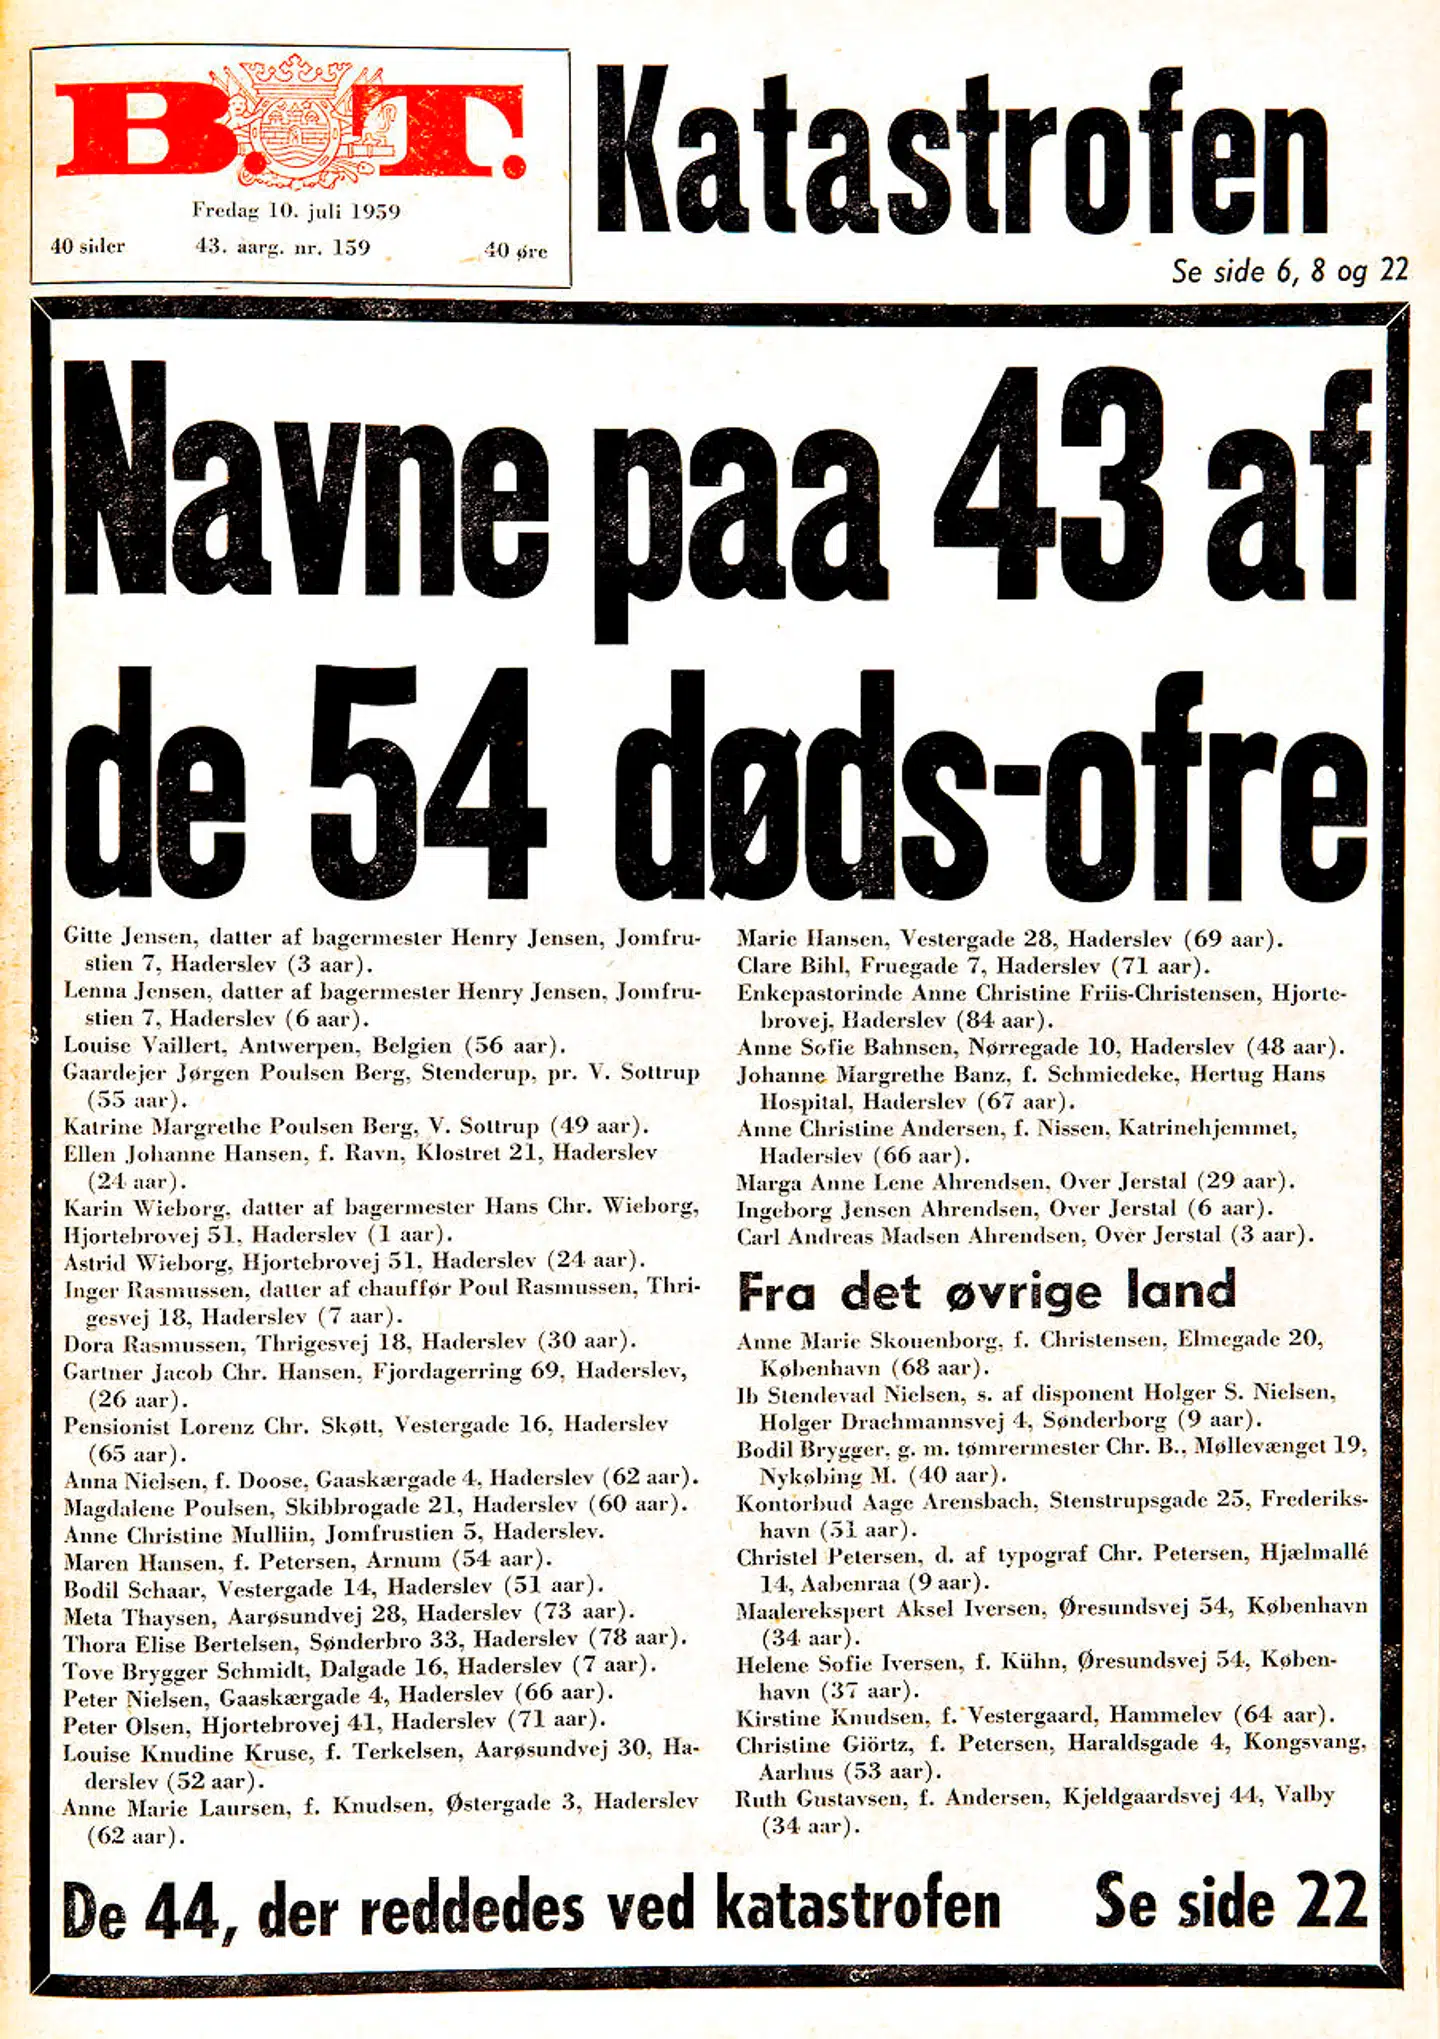 B.T.
Fredag 10. juli 1959
40 sider 43. aarg. nr. 159 40 øre
Katastrofen
Se side 6, 8 og 22
Navne paa 43 af
de 54 døds-ofre
Gitte Jensen, datter af bagermester Henry Jensen, Jomfru-
stien 7, Haderslev (3 aar).
Lenna Jensen, datter af bagermester Henry Jensen, Jomfru-
stien 7, Haderslev (6 aar).
Louise Vaillert, Antwerpen, Belgien (56 aar).
Gaardejer Jørgen Poulsen Berg, Stenderup, pr. V. Sottrup
(55 aar).
Katrine Margrethe Poulsen Berg, V. Sottrup (49 aar).
Ellen Johanne Hansen, f. Ravn, Klostret 21, Haderslev
(24 aar).
Karin Wieborg, datter af bagermester Hans Chr. Wieborg,
Hjortebrovej 51, Haderslev (1 aar).
Astrid Wieborg, Hjortebrovej 51, Haderslev (24 aar).
Inger Rasmussen, datter af chauffør Poul Rasmussen, Thri-
gesvej 18, Haderslev (7 aar).
Dora Rasmussen, Thrigesvej 18, Haderslev (30 aar).
Gartner Jacob Chr. Hansen, Fjordagerring 69, Haderslev,
(26 aar).
Pensionist Lorenz Chr. Skøtt, Vestergade 16, Haderslev
(65 aar).
Anna Nielsen, f. Doose, Gaaskærgade 4, Haderslev (62 aar).
Magdalene Poulsen, Skibbrogade 21, Haderslev (60 aar).
Anne Christine Mulliin, Jomfrustien 5, Haderslev.
Maren Hansen, f. Petersen, Arnum (54 aar).
Bodil Schaar, Vestergade 14, Haderslev (51 aar).
Meta Thaysen, Aarøsundvej 28, Haderslev (73 aar).
Thora Elise Bertelsen, Sønderbro 33, Haderslev (78 aar).
Tove Brygger Schmidt, Dalgade 16, Haderslev (7 aar).
Peter Nielsen, Gaaskærgade 4, Haderslev (66 aar).
Peter Olsen, Hjortebrovej 41, Haderslev (71 aar).
Louise Knudine Kruse, f. Terkelsen, Aarøsundvej 30, Ha-
derslev (52 aar).
Anne Marie Laursen, f. Knudsen, Østergade 3, Haderslev
(62 aar).
Marie Hansen, Vestergade 28, Haderslev (69 aar).
Clare Bihl, Fruegade 7, Haderslev (71 aar).
Enkepastorinde Anne Christine Friis-Christensen, Hjorte-
brovej, Haderslev (84 aar).
Anne Sofie Bahnsen, Nørregade 10, Haderslev (48 aar).
Johanne Margrethe Banz, f. Schmiedeke, Hertug Hans
Hospital, Haderslev (67 aar).
Anne Christine Andersen, f. Nissen, Katrinehjemmet,
Haderslev (66 aar).
Marga Anne Lene Ahrendsen, Over Jerstal (29 aar).
Ingeborg Jensen Ahrendsen, Over Jerstal (6 aar).
Carl Andreas Madsen Ahrendsen, Over Jerstal (3 aar).
Fra det øvrige land
Anne Marie Skouenborg, f. Christensen, Elmegade 20,
København (68 aar).
Ib Stendevad Nielsen, s. af disponent Holger S. Nielsen,
Holger Drachmannsvej 4, Sønderborg (9 aar).
Bodil Brygger, g. m. tømrermester Chr. B., Møllevænget 19,
Nykøbing M. (40 aar).
Kontorbud Aage Arensbach, Stenstrupsgade 25, Frederiks-
havn (51 aar).
Christel Petersen, d. af typograf Chr. Petersen, Hjælmallé
14, Aabenraa (9 aar).
Maalerekspert Aksel Iversen, Øresundsvej 54, København
(34 aar).
Helene Sofie Iversen, f. Kühn, Øresundsvej 54, Køben-
havn (37 aar).
Kirstine Knudsen, f. Vestergaard, Hammelev (64 aar).
Christine Giörtz, f. Petersen, Haraldsgade 4, Kongsvang,
Aarhus (53 aar).
Ruth Gustavsen, f. Andersen, Kjeldgaardsvej 44, Valby
(34 aar).
De 44, der reddedes ved katastrofen Se side 22